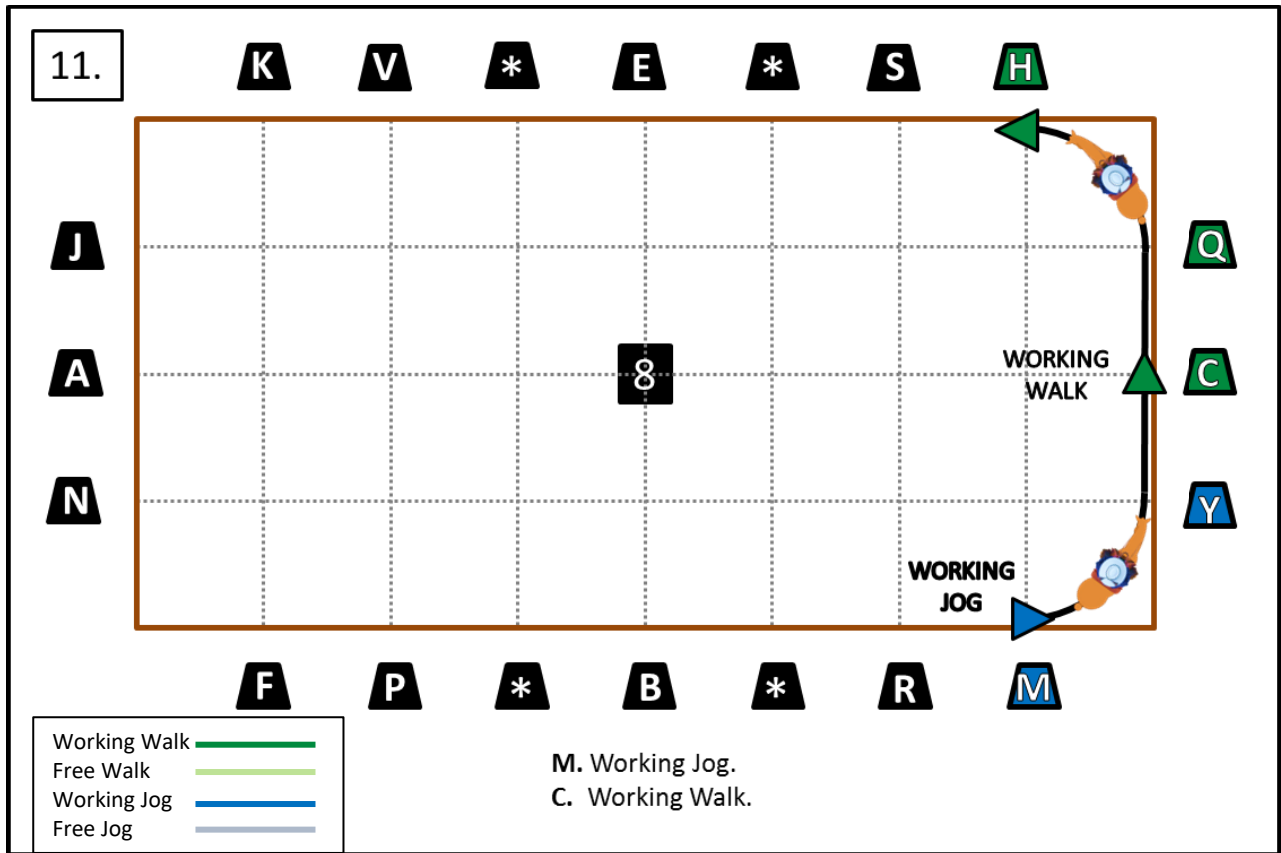 11.
K V * E * S H
J
Q
A
8
WORKING
WALK
C
N
Y
WORKING
JOG
F P * B * R M
Working Walk
Free Walk
Working Jog
Free Jog
M. Working Jog.
C. Working Walk.